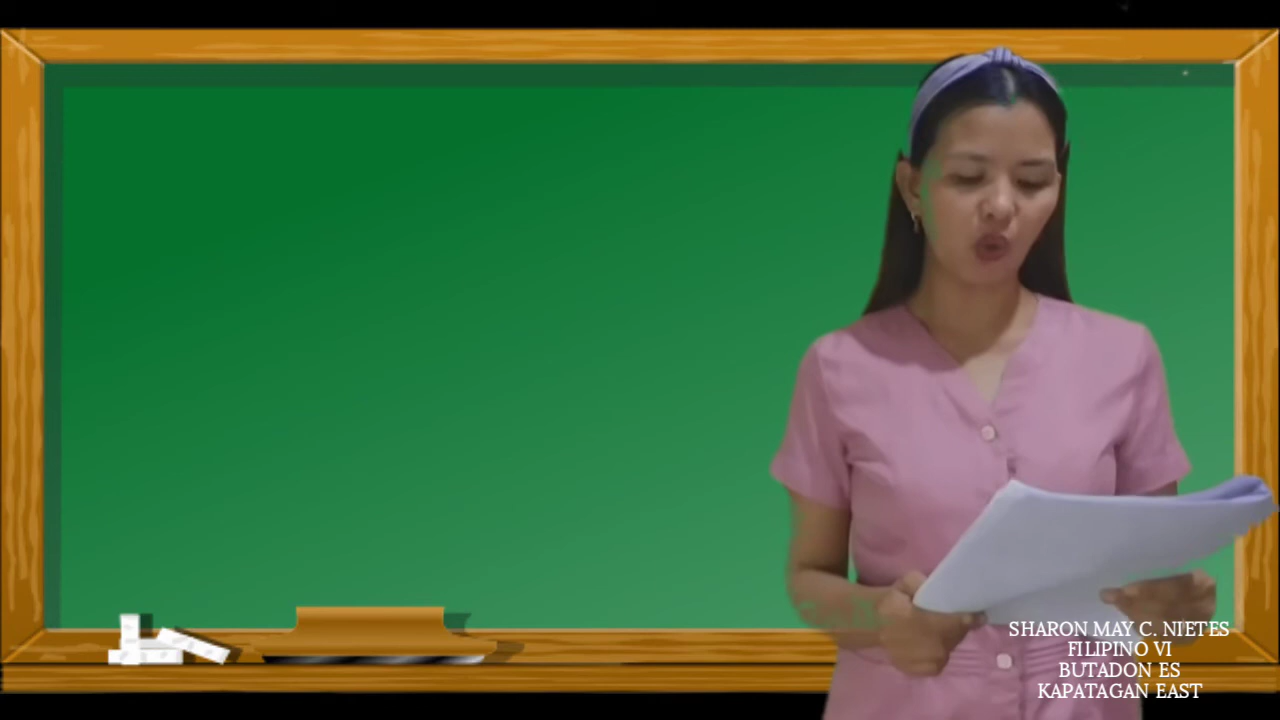 SHARON MAY C. NIETES
FILIPINO VI
BUTADON ES
KAPATAGAN EAST